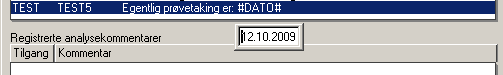 TEST TEST5 Egentlig prøvetaking er: #DATO#
12.10.2009
Registrerte analysekommentarer
Tilgang Kommentar